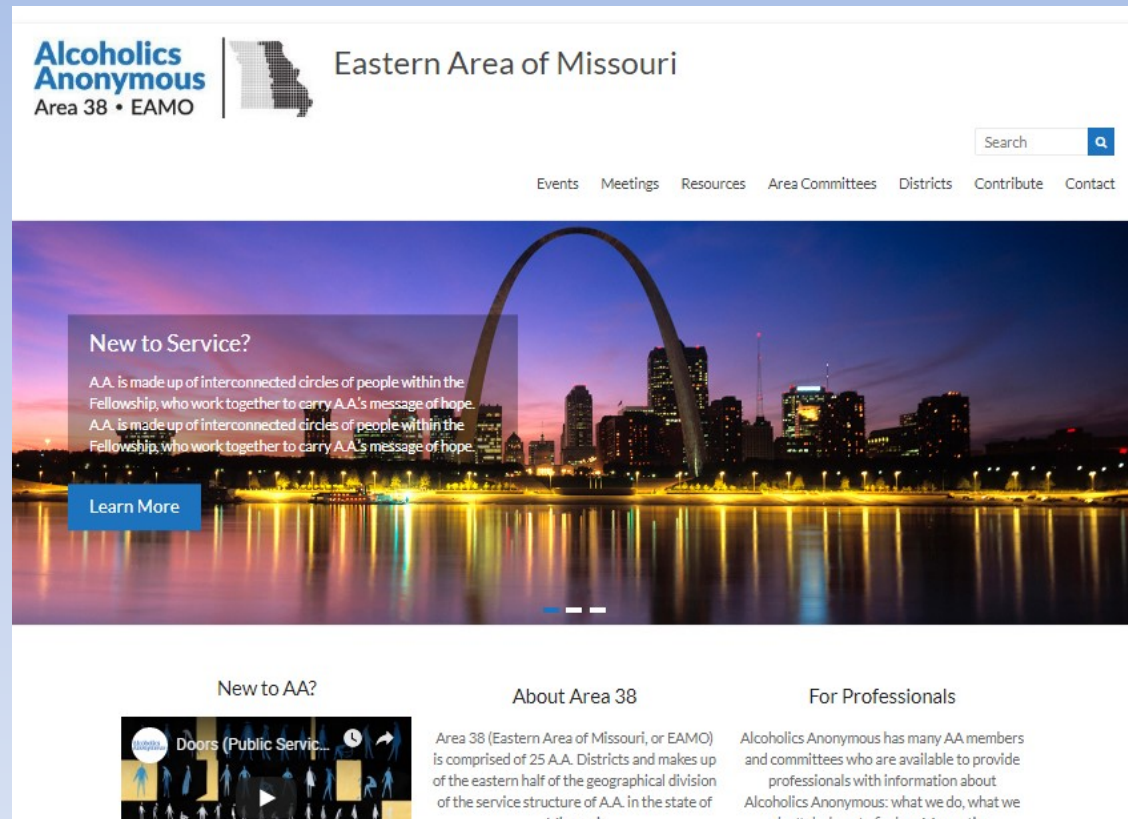 Alcoholics
Anonymous
Area 38 • EAMO
Eastern Area of Missouri
Search
Events Meetings Resources Area Committees Districts Contribute Contact
New to Service?
A.A. is made up of interconnected circles of people within the
Fellowship, who work together to carry A.A.'s message of hope.
A.A. is made up of interconnected circles of people within the
Fellowship, who work together to carry A.A.'s message of hope.
Learn More
New to AA?
Doors (Public Servic...
About Area 38
Area 38 (Eastern Area of Missouri, or EAMO)
is comprised of 25 A.A. Districts and makes up
of the eastern half of the geographical division
of the service structure of A.A. in the state of
For Professionals
Alcoholics Anonymous has many AA members
and committees who are available to provide
professionals with information about
Alcoholics Anonymous: what we do, what we